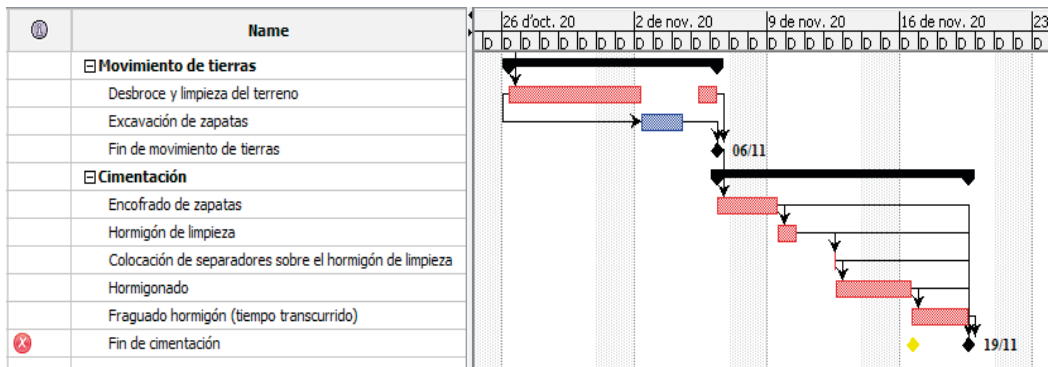 Name
26 d'oct. 20 2 de nov. 20 9 de nov. 20 16 de nov. 20 23
D D D D D D D D D D D D D D D D D D D D D D D D D D D D D D
Movimiento de tierras
Desbroce y limpieza del terreno
Excavación de zapatas
Fin de movimiento de tierras 06/11
Cimentación
Encofrado de zapatas
Hormigón de limpieza
Colocación de separadores sobre el hormigón de limpieza
Hormigonado
Fraguado hormigón (tiempo transcurrido)
Fin de cimentación 19/11